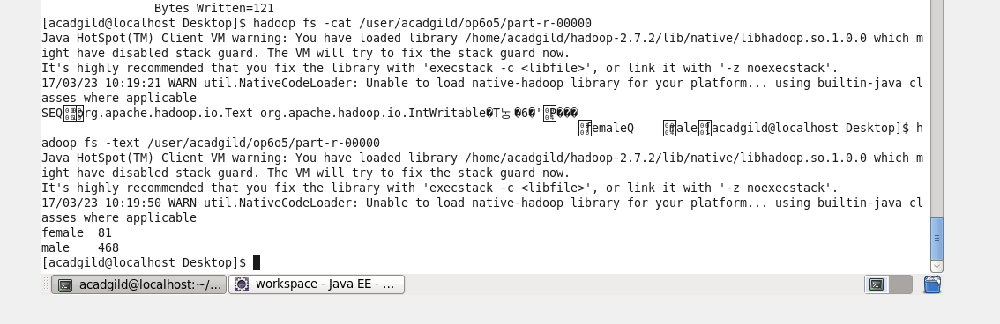 Bytes Written=121
[acadgild@localhost Desktop]$ hadoop fs -cat /user/acadgild/op6o5/part-r-00000
Java HotSpot(TM) Client VM warning: You have loaded library /home/acadgild/hadoop-2.7.2/lib/native/libhadoop.so.1.0.0 which m
ight have disabled stack guard. The VM will try to fix the stack guard now.
It's highly recommended that you fix the library with 'execstack -c <libfile>', or link it with '-z noexecstack'.
17/03/23 10:19:21 WARN util.NativeCodeLoader: Unable to load native-hadoop library for your platform... using builtin-java cl
asses where applicable
SEQorg.apache.hadoop.io.Text org.apache.hadoop.io.IntWritable�T농�6�'���
femaleQ male[acadgild@localhost Desktop]$ h
adoop fs -text /user/acadgild/op6o5/part-r-00000
Java HotSpot(TM) Client VM warning: You have loaded library /home/acadgild/hadoop-2.7.2/lib/native/libhadoop.so.1.0.0 which m
ight have disabled stack guard. The VM will try to fix the stack guard now.
It's highly recommended that you fix the library with 'execstack -c <libfile>', or link it with '-z noexecstack'.
17/03/23 10:19:50 WARN util.NativeCodeLoader: Unable to load native-hadoop library for your platform... using builtin-java cl
asses where applicable
female 81
male 468
[acadgild@localhost Desktop]$
acadgild@localhost:~/... workspace - Java EE - ...